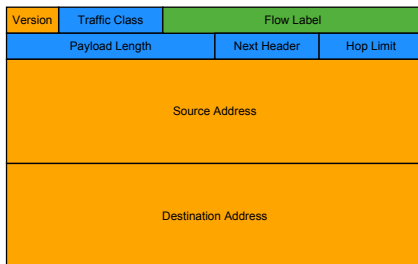 Version Traffic Class Flow Label
Payload Length Next Header Hop Limit
Source Address
Destination Address